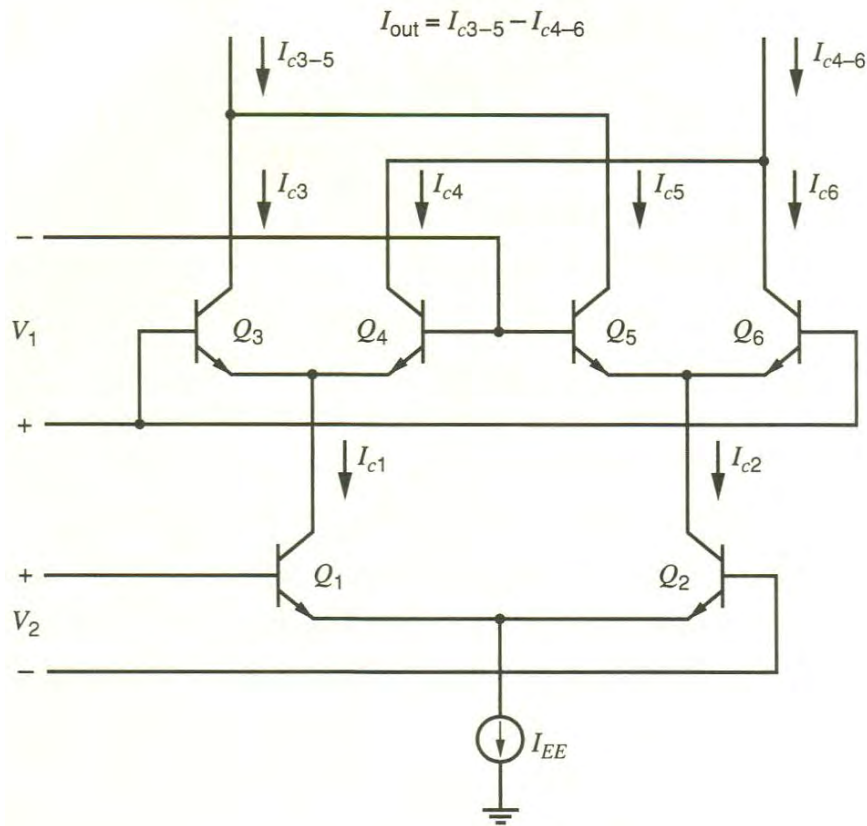 I_out = I_c3–5 – I_c4–6
I_c3–5
I_c4–6
I_c3
I_c4
I_c5
I_c6
–
V_1
Q_3
Q_4
Q_5
Q_6
+
I_c1
I_c2
+
Q_1
Q_2
V_2
–
I_EE